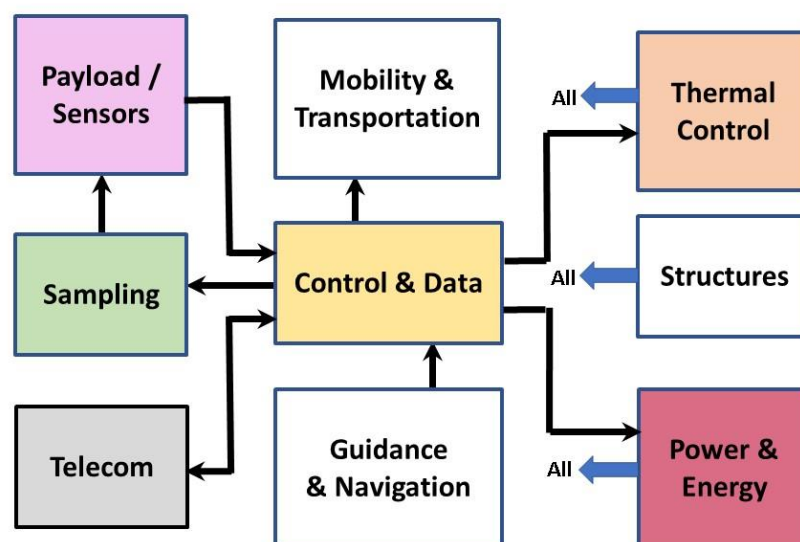 Payload /
Sensors
Mobility &
Transportation
All
Thermal
Control
Sampling
Control & Data
All
Structures
Telecom
Guidance
& Navigation
All
Power &
Energy